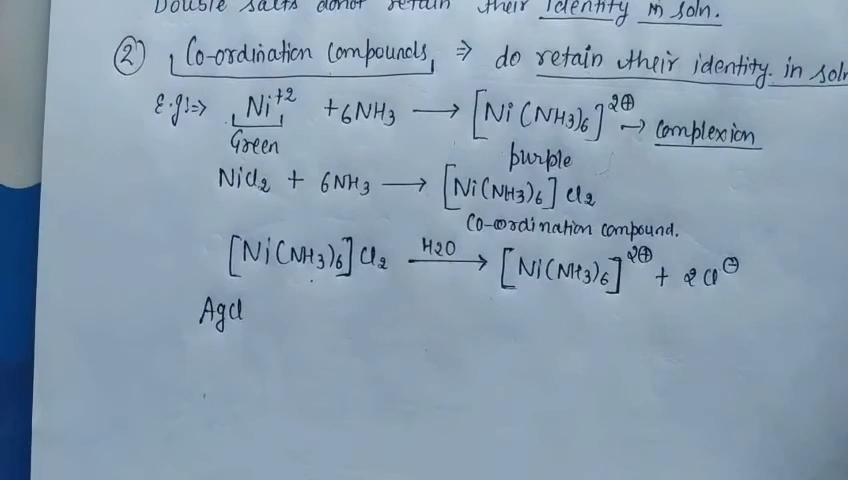 Double salts donot retain their identity in soln.
② Co-ordination compounds, ⇒ do retain their identity. in soln
E.g:⇒ Ni⁺² + 6NH₃ ⟶ [Ni(NH₃)₆]²⊕ → complexion
Green purple
NiCl₂ + 6NH₃ ⟶ [Ni(NH₃)₆]Cl₂
Co-ordination compound.
[Ni(NH₃)₆]Cl₂ H₂O⟶ [Ni(NH₃)₆]²⊕ + 2Cl⊖
AgCl